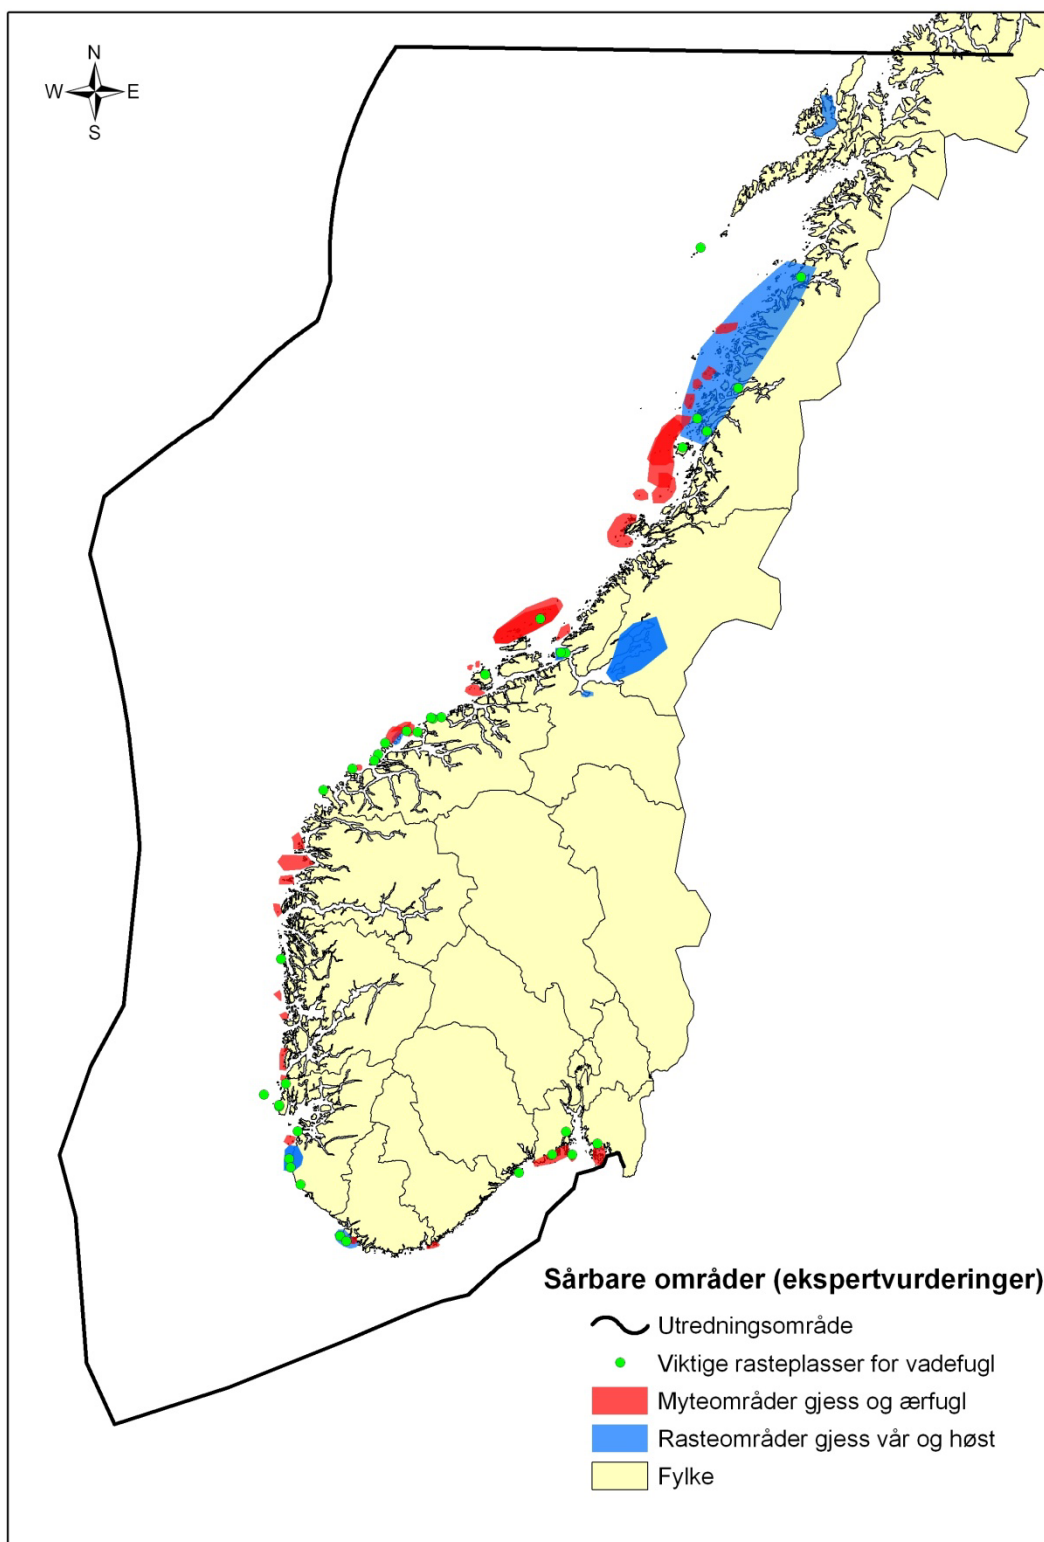 N
W E
S
Sårbare områder (ekspertvurderinger)
Utredningsområde
Viktige rasteplasser for vadefugl
Myteområder gjess og ærfugl
Rasteområder gjess vår og høst
Fylke